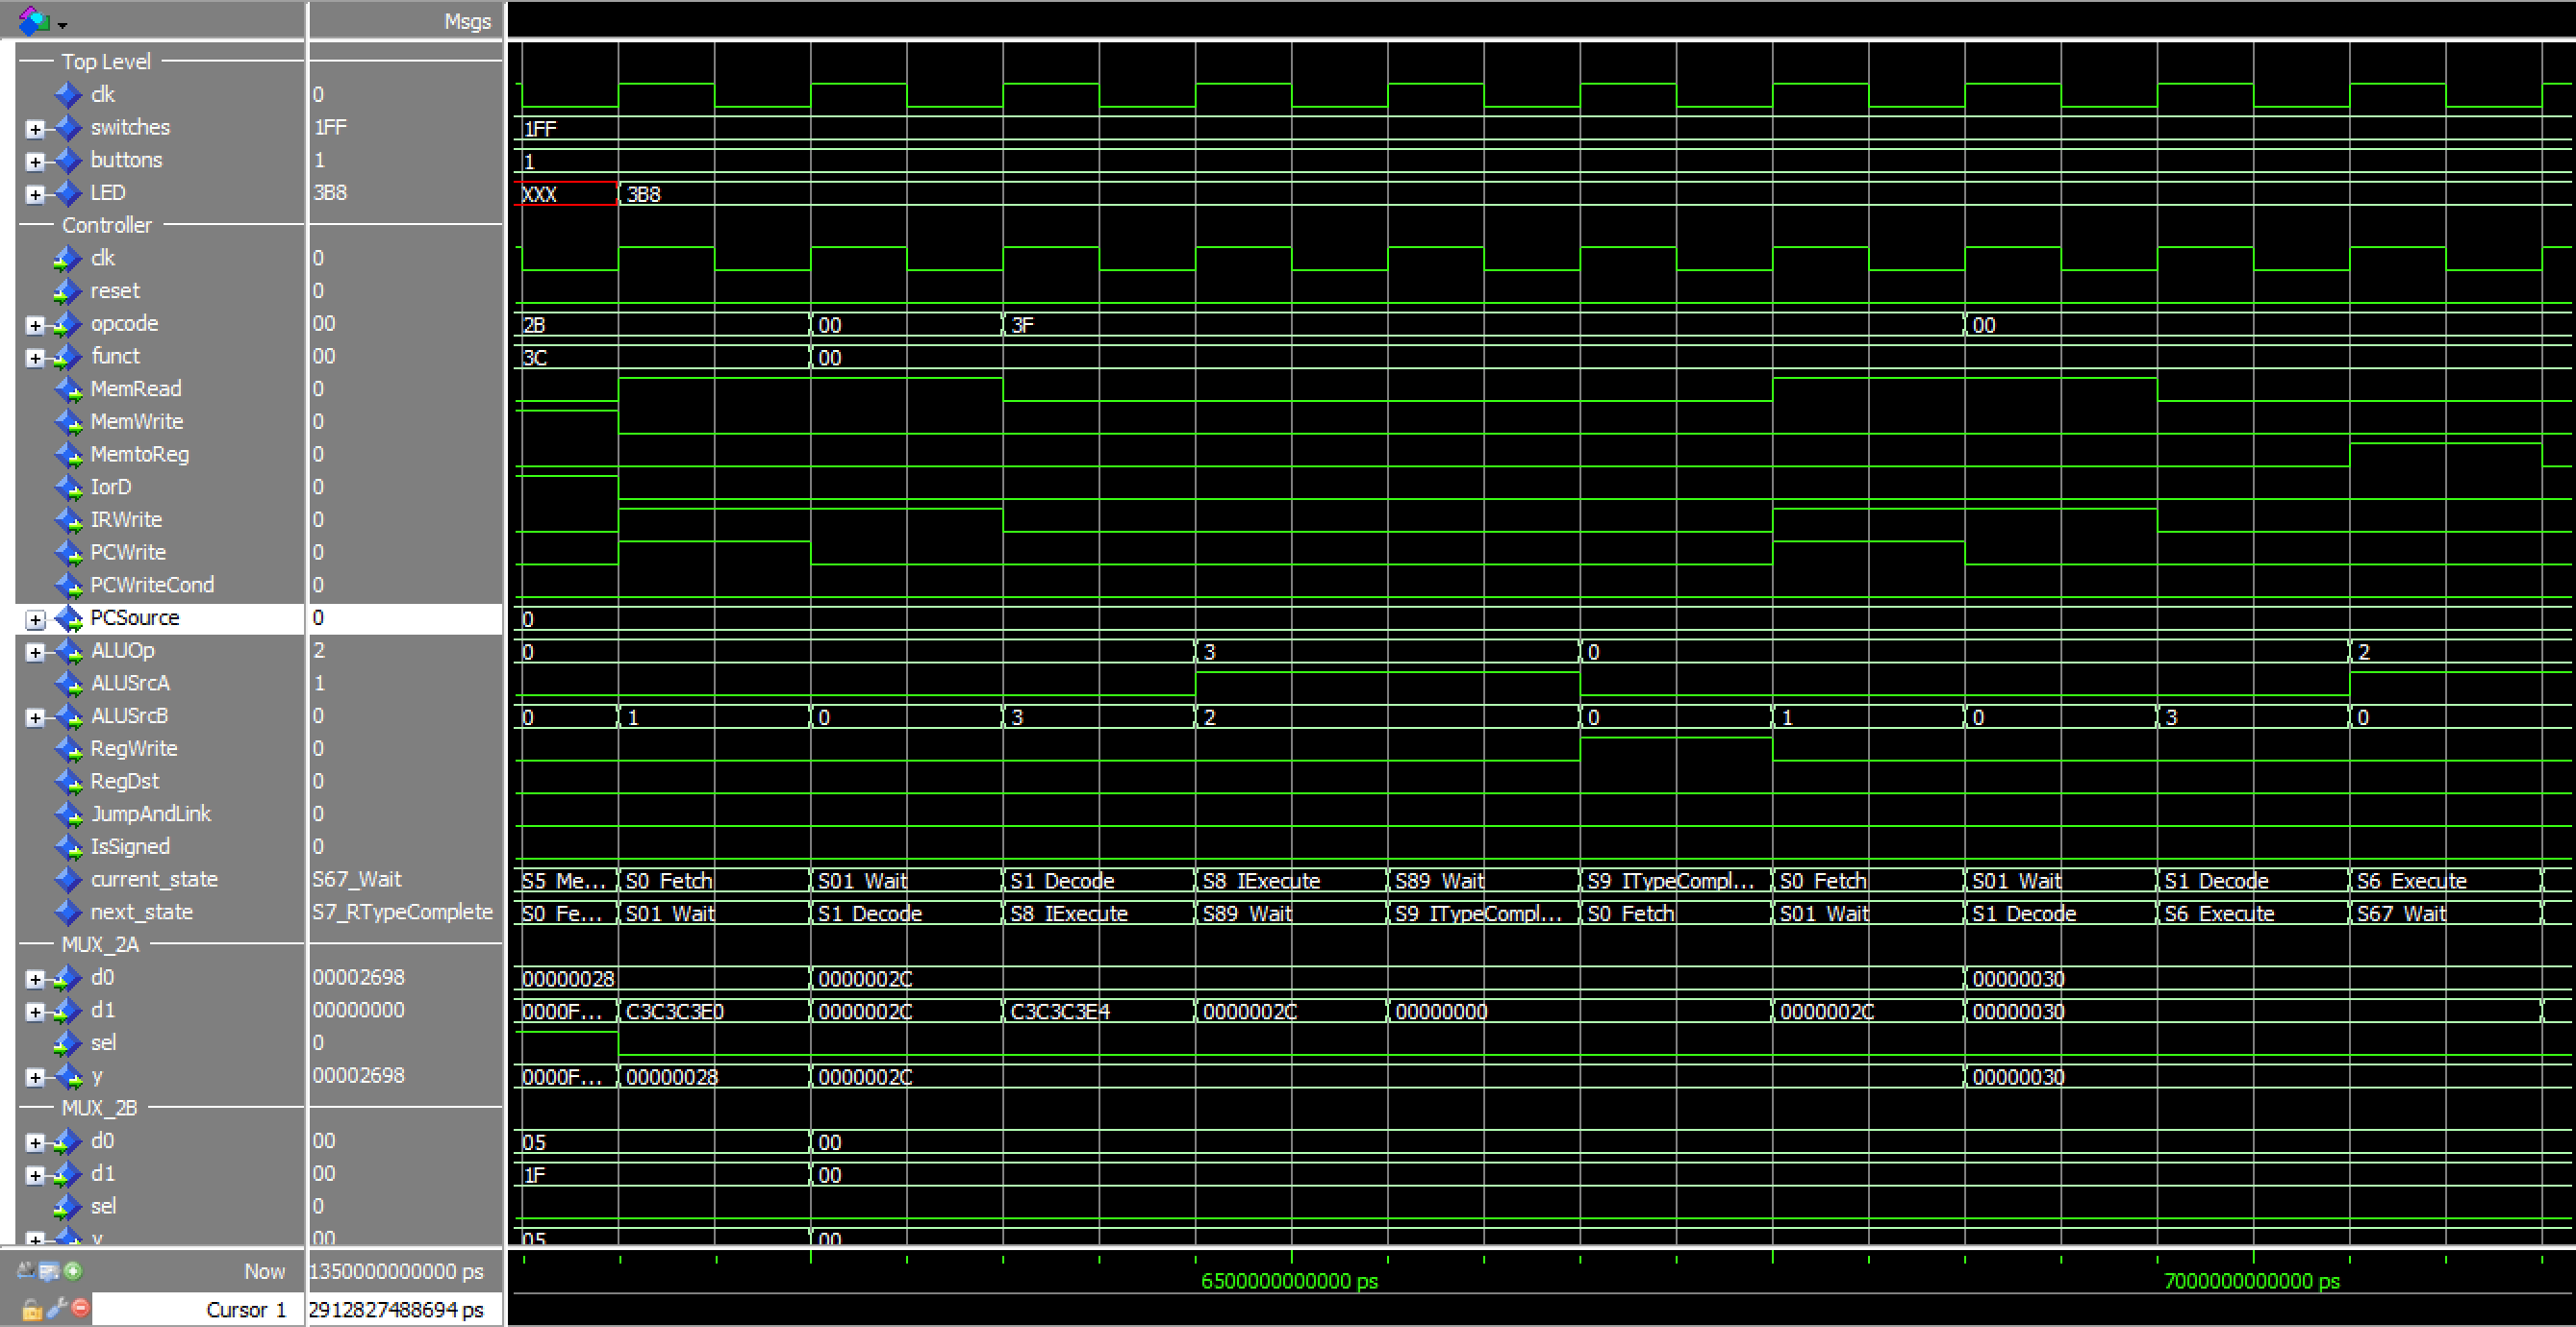 Msgs
Top Level
clk 0
switches 1FF 1FF
buttons 1 1
LED 3B8 XXX 3B8
Controller
clk 0
reset 0
opcode 00 2B 00 3F 00
funct 00 3C 00
MemRead 0
MemWrite 0
MemtoReg 0
IorD 0
IRWrite 0
PCWrite 0
PCWriteCond 0
PCSource 0 0
ALUOp 2 0 3 0 2
ALUSrcA 1
ALUSrcB 0 0 1 0 3 2 0 1 0 3 0
RegWrite 0
RegDst 0
JumpAndLink 0
IsSigned 0
current_state S67_Wait S5 Me... S0 Fetch S01 Wait S1 Decode S8 IExecute S89 Wait S9 ITypeCompl... S0 Fetch S01 Wait S1 Decode S6 Execute
next_state S7_RTypeComplete S0 Fe... S01 Wait S1 Decode S8 IExecute S89 Wait S9 ITypeCompl... S0 Fetch S01 Wait S1 Decode S6 Execute S67 Wait
MUX_2A
d0 00002698 00000028 0000002C 00000030
d1 00000000 0000F... C3C3C3E0 0000002C C3C3C3E4 0000002C 00000000 0000002C 00000030
sel 0
y 00002698 0000F... 00000028 0000002C 00000030
MUX_2B
d0 00 05 00
d1 00 1F 00
sel 0
y 00 05 00
Now 1350000000000 ps 6500000000000 ps 7000000000000 ps
Cursor 1 2912827488694 ps